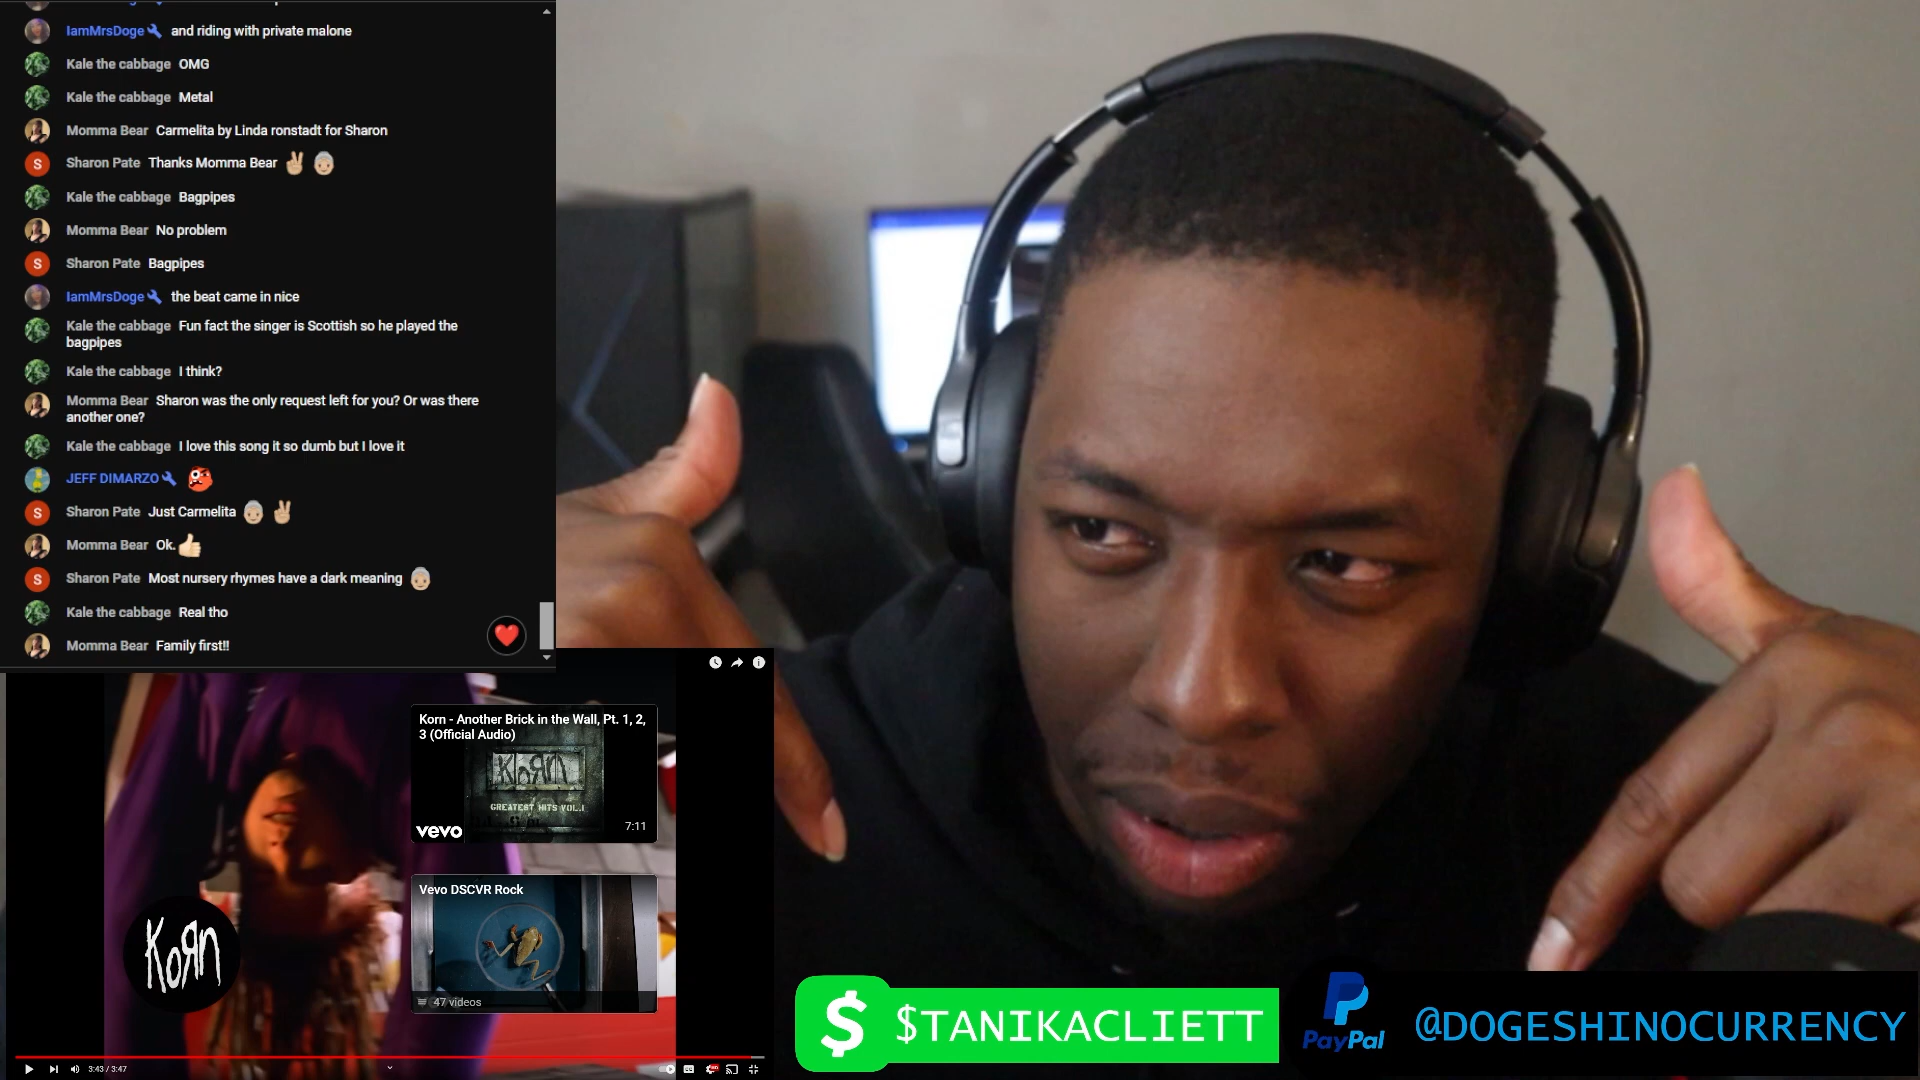 IamMrsDoge and riding with private malone
Kale the cabbage OMG
Kale the cabbage Metal
Momma Bear Carmelita by Linda ronstadt for Sharon
S Sharon Pate Thanks Momma Bear
Kale the cabbage Bagpipes
Momma Bear No problem
S Sharon Pate Bagpipes
IamMrsDoge the beat came in nice
Kale the cabbage Fun fact the singer is Scottish so he played the
bagpipes
Kale the cabbage I think?
Momma Bear Sharon was the only request left for you? Or was there
another one?
Kale the cabbage I love this song it so dumb but I love it
JEFF DIMARZO
S Sharon Pate Just Carmelita
Momma Bear Ok.
S Sharon Pate Most nursery rhymes have a dark meaning
Kale the cabbage Real tho
Momma Bear Family first!!
Korn - Another Brick in the Wall, Pt. 1, 2,
3 (Official Audio)
KoRn
GREATEST HITS VOL.1
vevo
7:11
Vevo DSCVR Rock
47 videos
KoRn
3:43 / 3:47
$ $TANIKACLIETT
PayPal @DOGESHINOCURRENCY